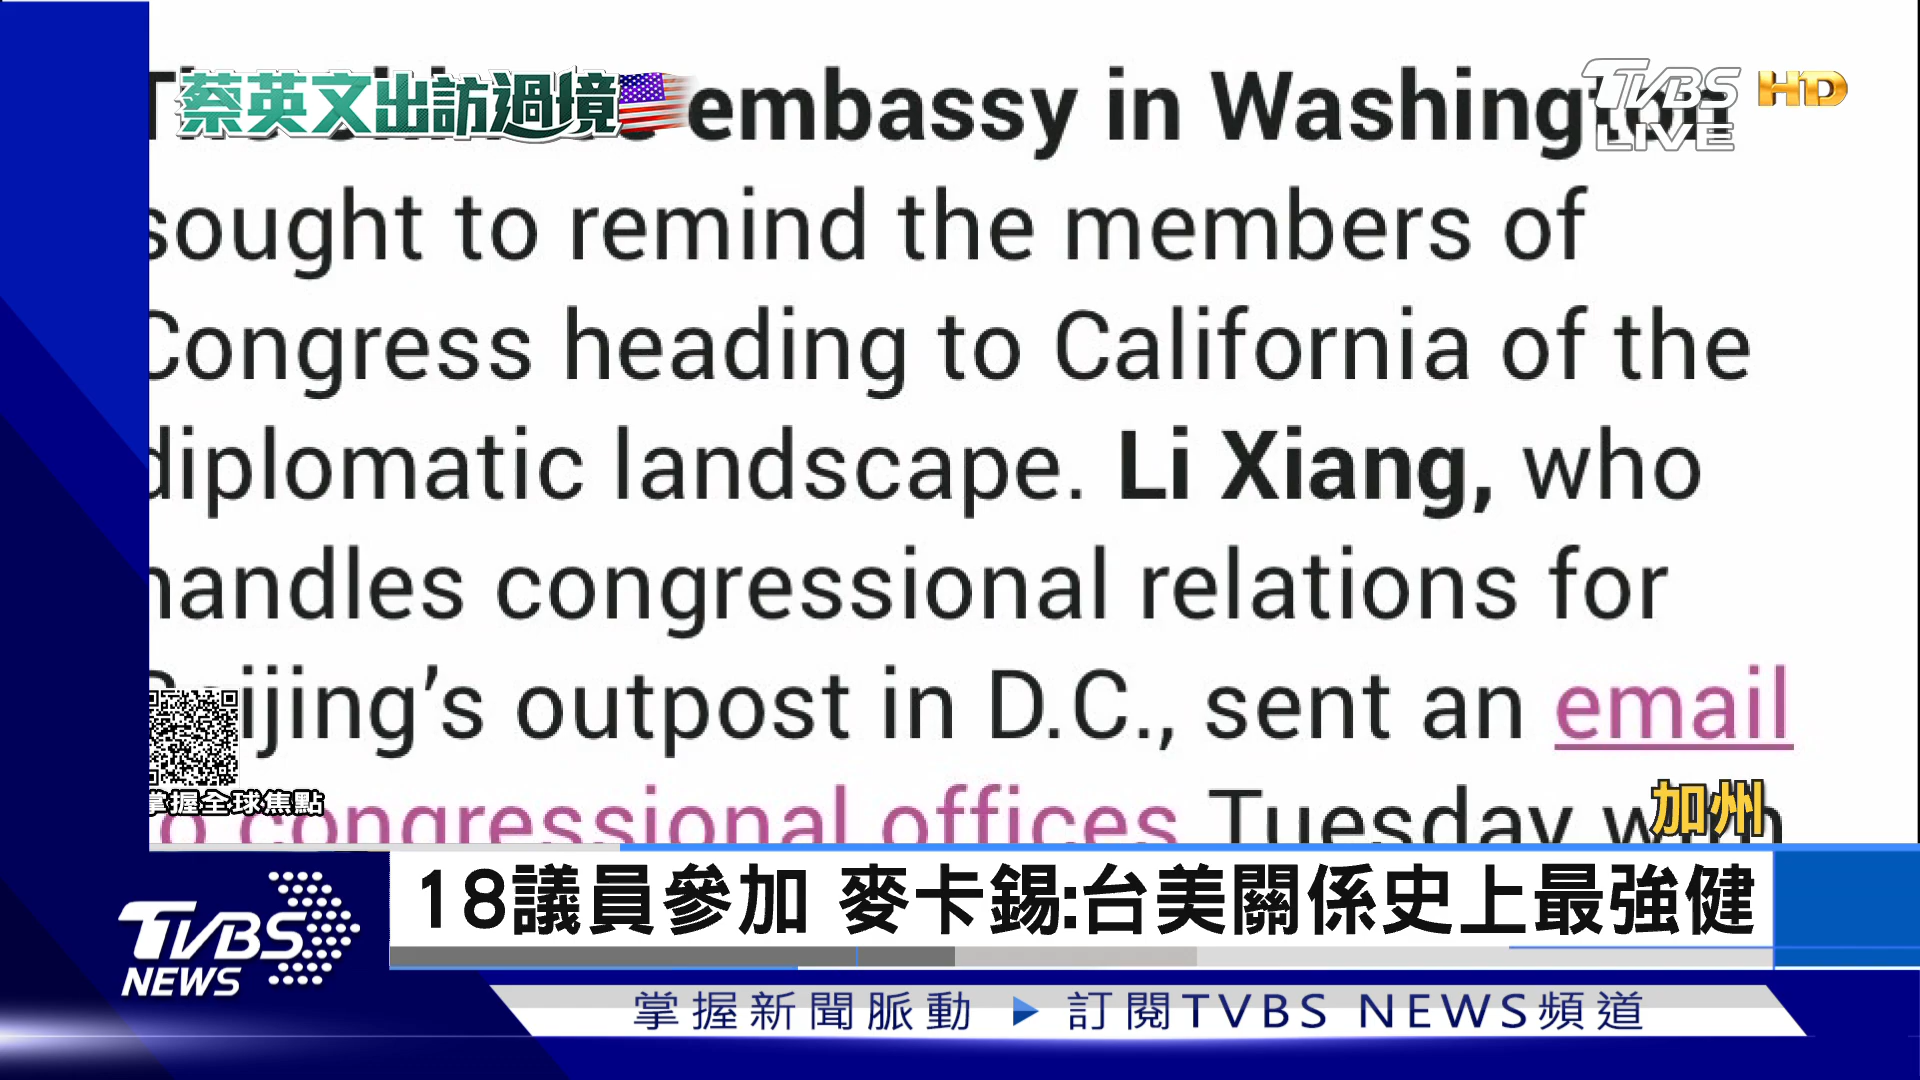 蔡英文出訪過境
embassy in Washington
TVBS HD
LIVE
sought to remind the members of
Congress heading to California of the
diplomatic landscape. Li Xiang, who
handles congressional relations for
Beijing's outpost in D.C., sent an email
to congressional offices Tuesday with
掌握全球焦點
加州
18議員參加 麥卡錫:台美關係史上最強健
TVBS
NEWS
掌握新聞脈動 ▶ 訂閱TVBS NEWS頻道